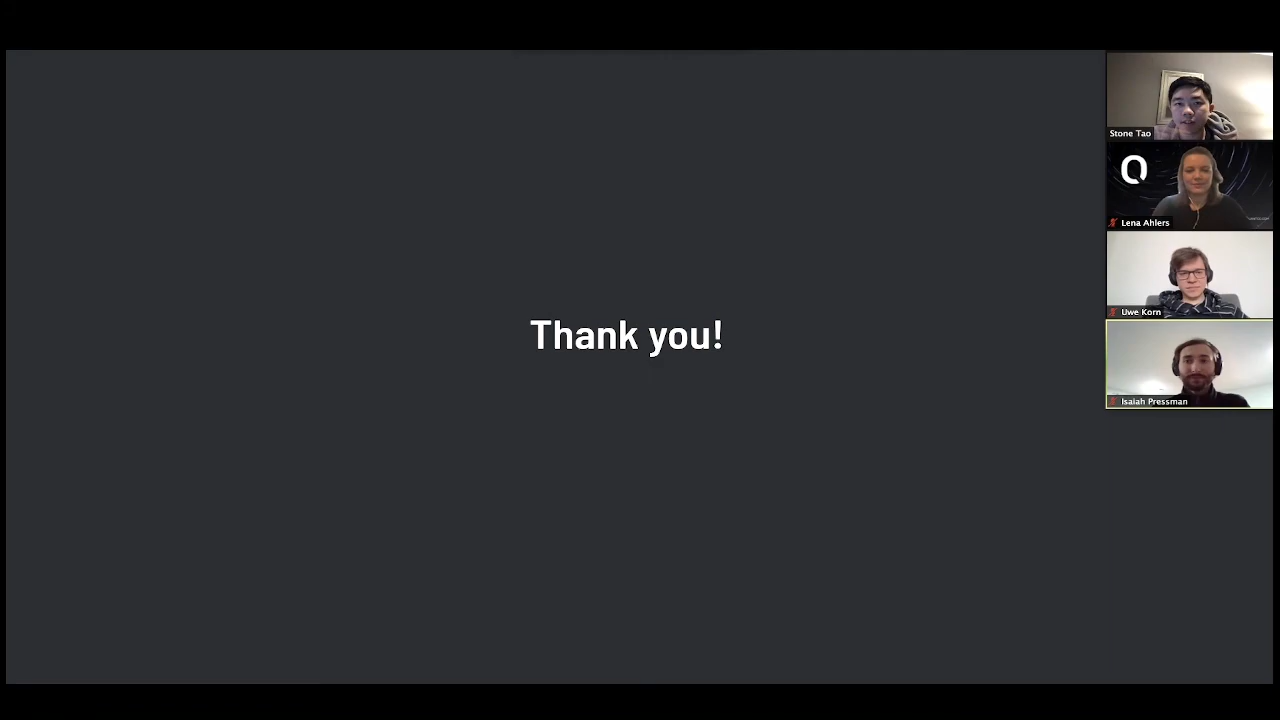 Thank you!
Stone Tao
Lena Ahlers
Uwe Korn
Isaiah Pressman